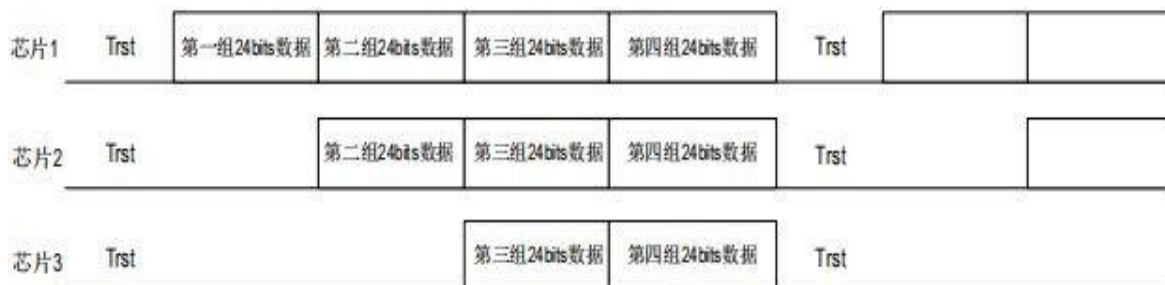 芯片1 Trst 第一组24bits数据 第二组24bits数据 第三组24bits数据 第四组24bits数据 Trst
芯片2 Trst 第二组24bits数据 第三组24bits数据 第四组24bits数据 Trst
芯片3 Trst 第三组24bits数据 第四组24bits数据 Trst